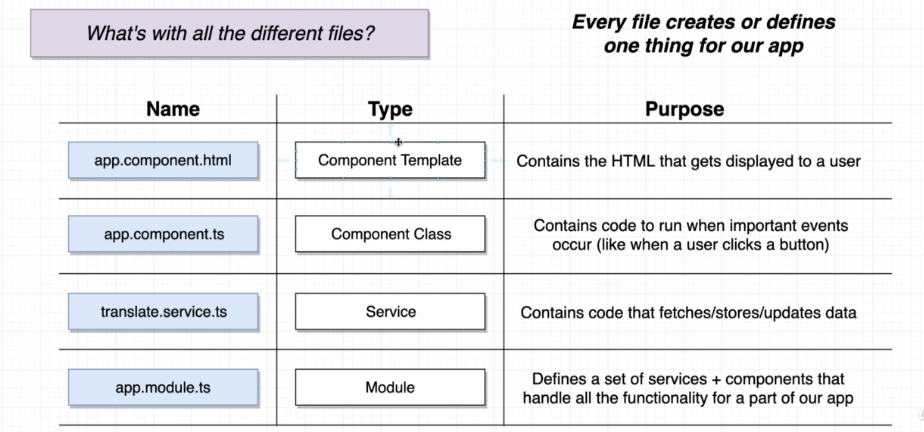 What's with all the different files?
Every file creates or defines
one thing for our app
Name Type Purpose
app.component.html Component Template Contains the HTML that gets displayed to a user
app.component.ts Component Class Contains code to run when important events
occur (like when a user clicks a button)
translate.service.ts Service Contains code that fetches/stores/updates data
app.module.ts Module Defines a set of services + components that
handle all the functionality for a part of our app